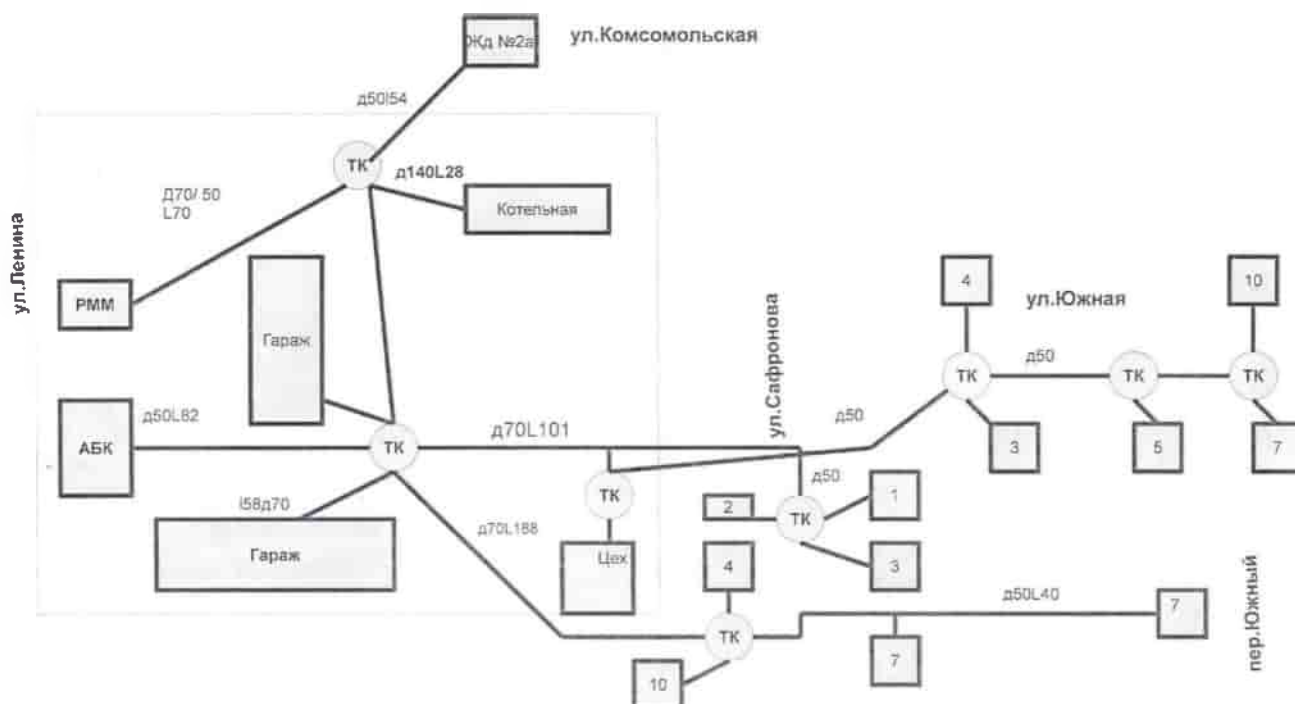 Жд №2а
ул.Комсомольская
д50l54
ТК
д140L28
Д70/ 50
L70
Котельная
ул.Ленина
РММ
Гараж
4
ул.Южная
10
ул.Сафронова
ТК
д50
ТК
ТК
д50
д50L82
АБК
ТК
д70L101
3
5
7
д50
ТК
1
2
ТК
l58д70
Гараж
д70L188
Цех
4
3
д50L40
7
ТК
7
10
пер.Южный